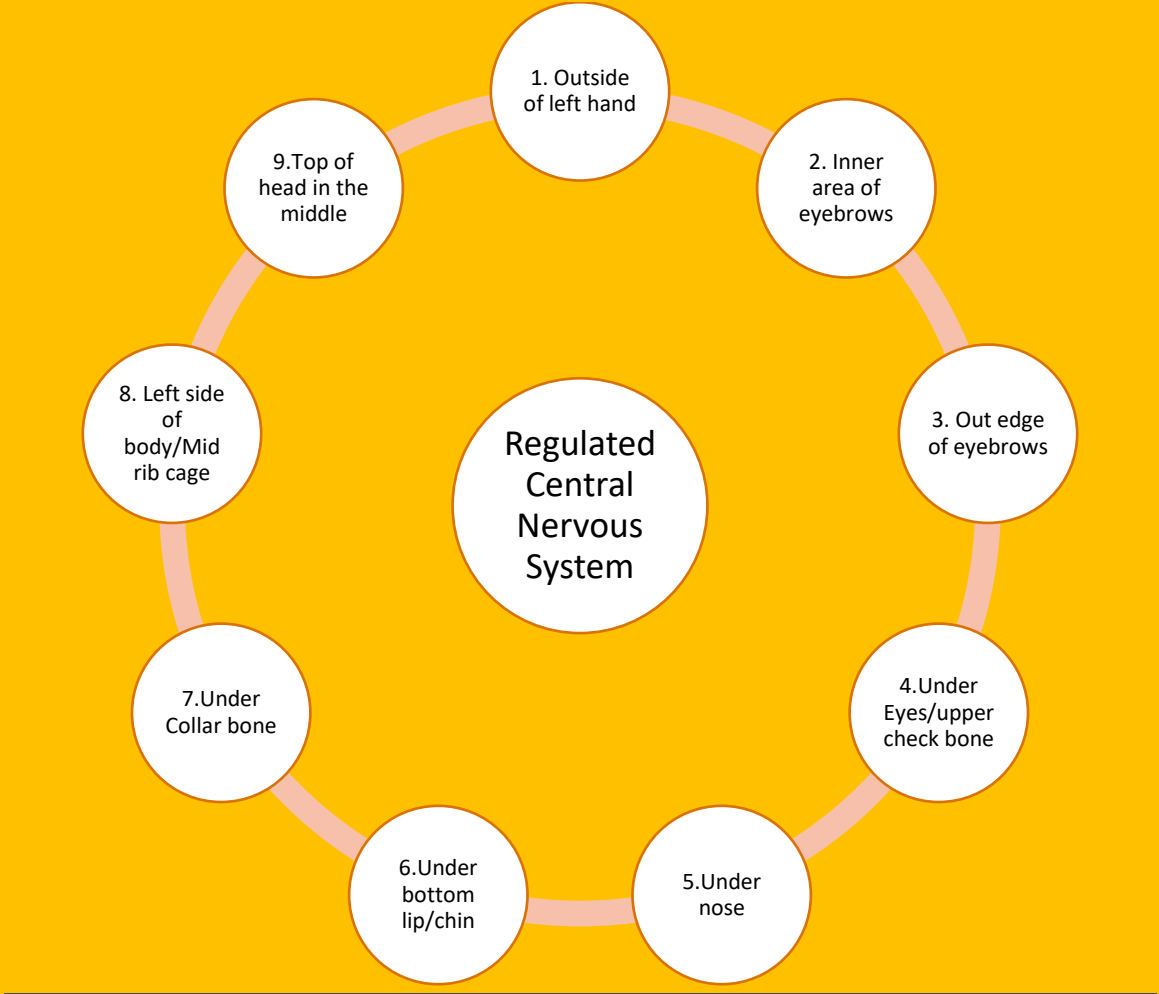 1. Outside
of left hand
2. Inner
area of
eyebrows
3. Out edge
of eyebrows
4.Under
Eyes/upper
check bone
5.Under
nose
6.Under
bottom
lip/chin
7.Under
Collar bone
8. Left side
of
body/Mid
rib cage
9.Top of
head in the
middle
Regulated
Central
Nervous
System